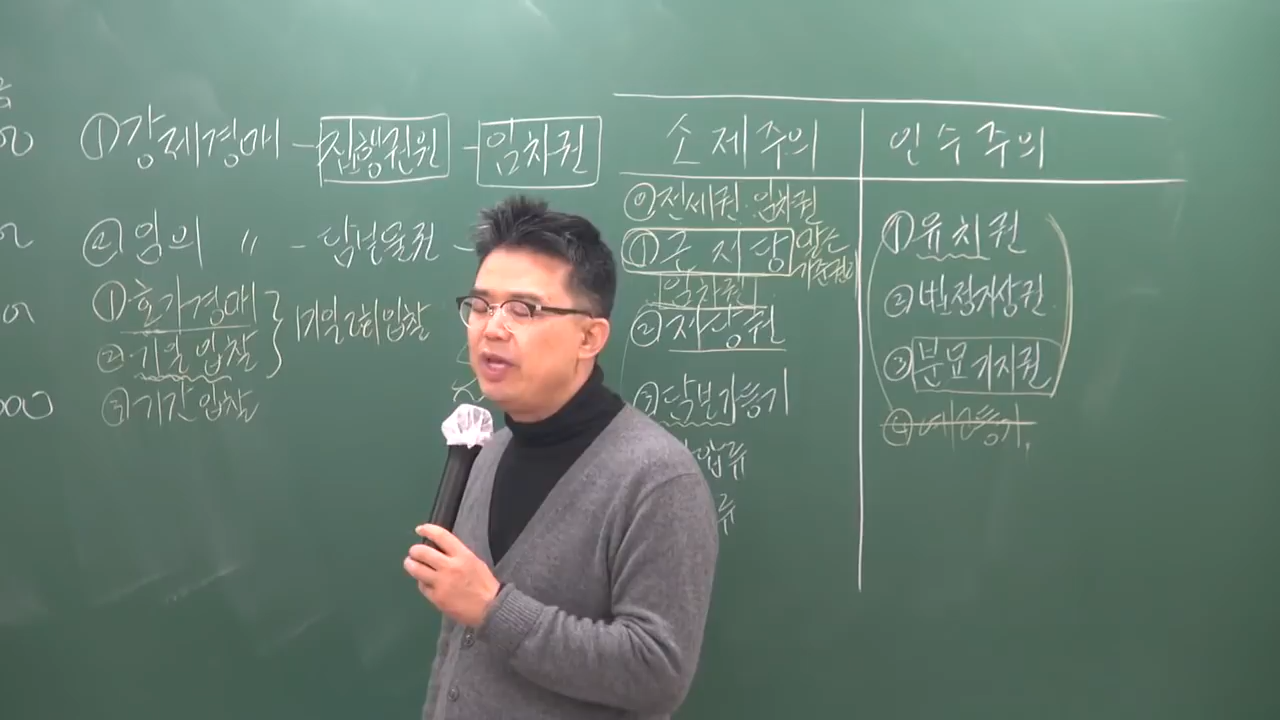 ①강제경매 - 집행권원 - 임차권
②임의 〃 - 담보물권 -
①호가경매
②기일입찰
1기일2회입찰
③기간입찰
소제주의
⓪전세권·임차권
①근저당
말소
기준권리
임차권
②저당권
③담보가등기
압류
류
인수주의
①유치권
②법정지상권
③분묘기지권